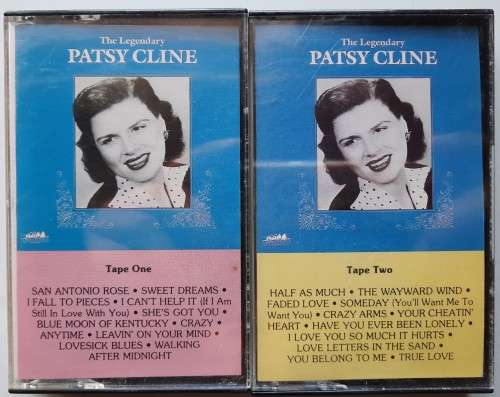 The Legendary
PATSY CLINE
Tape One
SAN ANTONIO ROSE • SWEET DREAMS •
I FALL TO PIECES • I CAN'T HELP IT (If I Am
Still In Love With You) • SHE'S GOT YOU •
BLUE MOON OF KENTUCKY • CRAZY •
ANYTIME • LEAVIN' ON YOUR MIND •
LOVESICK BLUES • WALKING
AFTER MIDNIGHT
The Legendary
PATSY CLINE
Tape Two
HALF AS MUCH • THE WAYWARD WIND •
FADED LOVE • SOMEDAY (You'll Want Me To
Want You) • CRAZY ARMS • YOUR CHEATIN'
HEART • HAVE YOU EVER BEEN LONELY •
I LOVE YOU SO MUCH IT HURTS •
LOVE LETTERS IN THE SAND •
YOU BELONG TO ME • TRUE LOVE